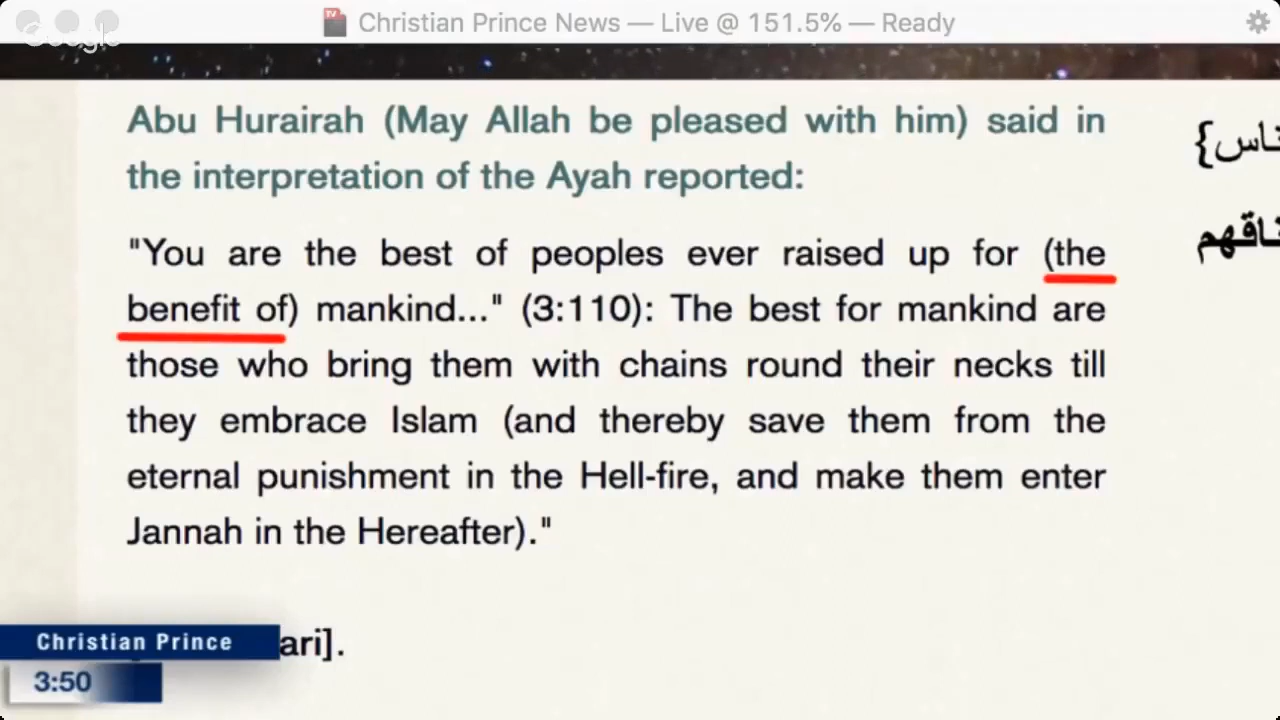 Christian Prince News — Live @ 151.5% — Ready
Google
Abu Hurairah (May Allah be pleased with him) said in
the interpretation of the Ayah reported:
"You are the best of peoples ever raised up for (the
benefit of) mankind..." (3:110): The best for mankind are
those who bring them with chains round their necks till
they embrace Islam (and thereby save them from the
eternal punishment in the Hell-fire, and make them enter
Jannah in the Hereafter)."
ari].
Christian Prince
3:50